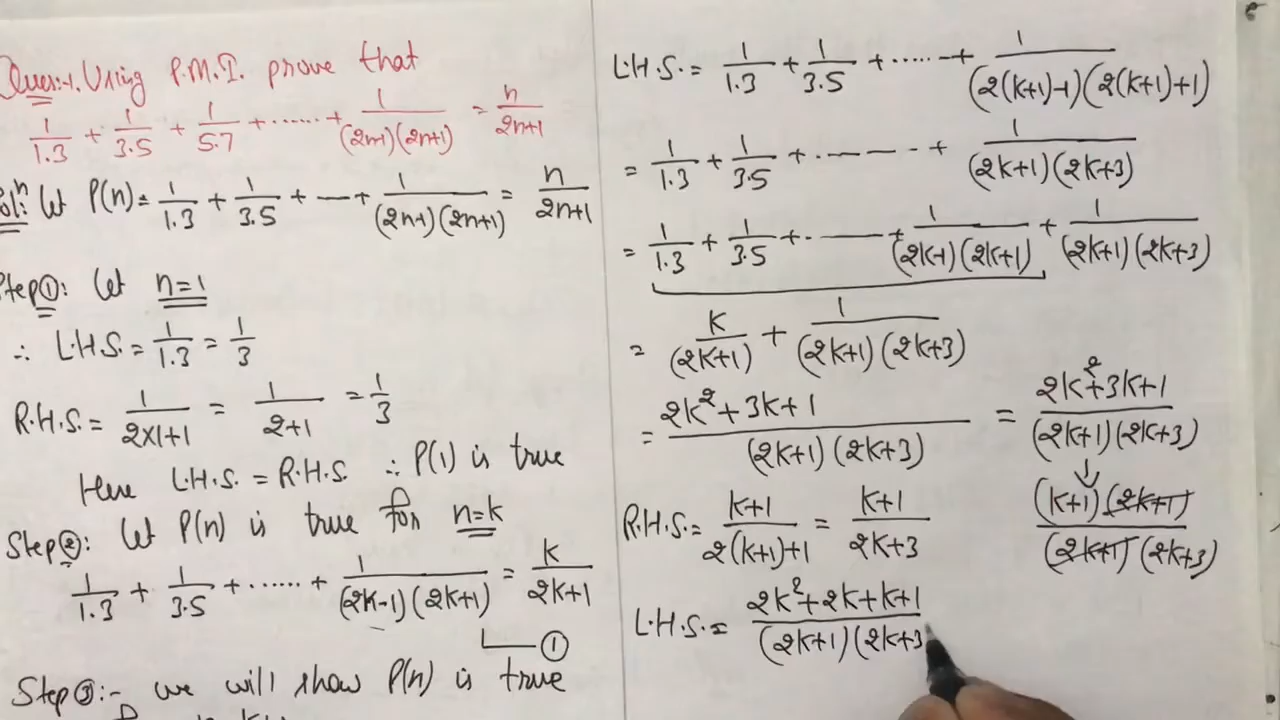 Ques:-1. Using P.M.I. prove that
1/1.3 + 1/3.5 + 1/5.7 + ...... + 1/(2n-1)(2n+1) = n/2n+1
Solⁿ: Let P(n) = 1/1.3 + 1/3.5 + — + 1/(2n-1)(2n+1) = n/2n+1
Step①: Let n=1
∴ L.H.S. = 1/1.3 = 1/3
R.H.S. = 1/2×1+1 = 1/2+1 = 1/3
Here L.H.S. = R.H.S. ∴ P(1) is true
Step②: Let P(n) is true for n=k
1/1.3 + 1/3.5 + ...... + 1/(2k-1)(2k+1) = k/2k+1
①
Step③:- we will show P(n) is true
L.H.S. = 1/1.3 + 1/3.5 + ...... + 1/(2(k+1)-1)(2(k+1)+1)
= 1/1.3 + 1/3.5 + ...... + 1/(2k+1)(2k+3)
= 1/1.3 + 1/3.5 + ...... + 1/(2k-1)(2k+1) + 1/(2k+1)(2k+3)
= k/(2k+1) + 1/(2k+1)(2k+3)
= 2k²+3k+1/(2k+1)(2k+3) = 2k²+3k+1/(2k+1)(2k+3)
↓
(k+1)(2k+1)/(2k+1)(2k+3)
R.H.S. = k+1/2(k+1)+1 = k+1/2k+3
L.H.S. = 2k²+2k+k+1/(2k+1)(2k+3